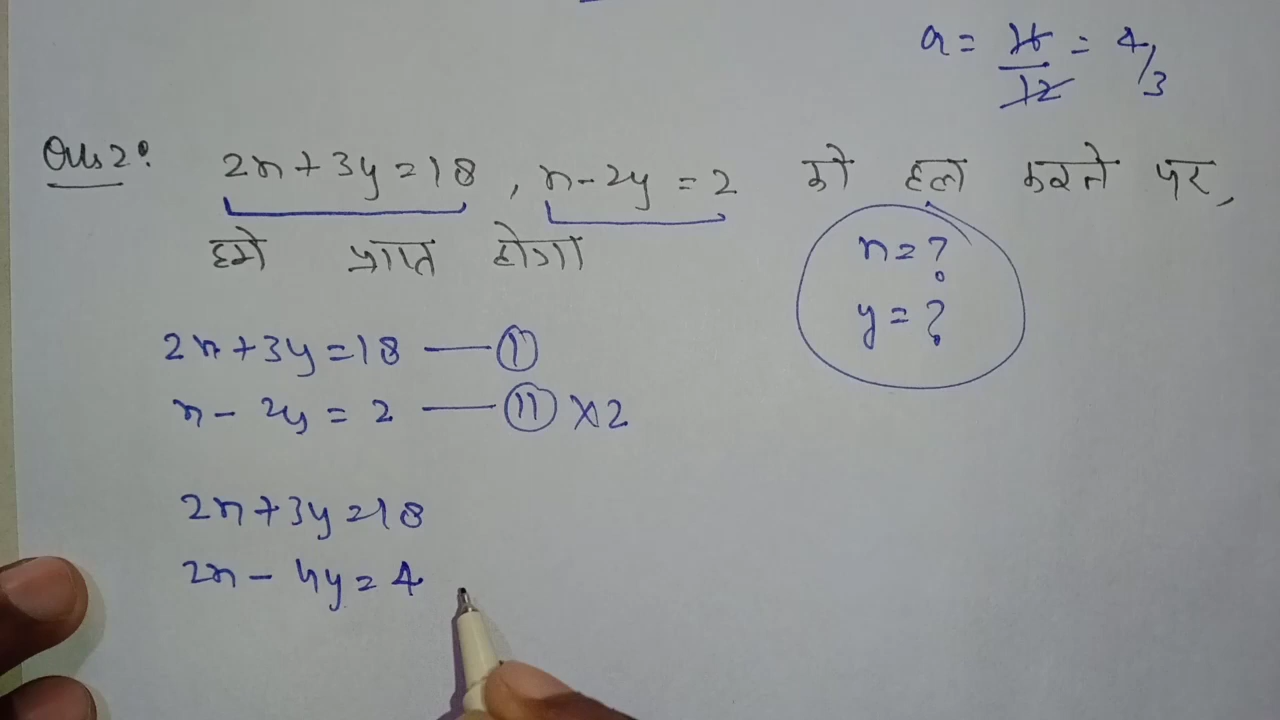 a = 16/12 = 4/3
Ques 2: 2x + 3y = 18 , x - 2y = 2 को हल करने पर,
हमे प्राप्त होगा
x = ?
y = ?
2x + 3y = 18 — (I)
x - 2y = 2 — (II) × 2
2x + 3y = 18
2x - 4y = 4